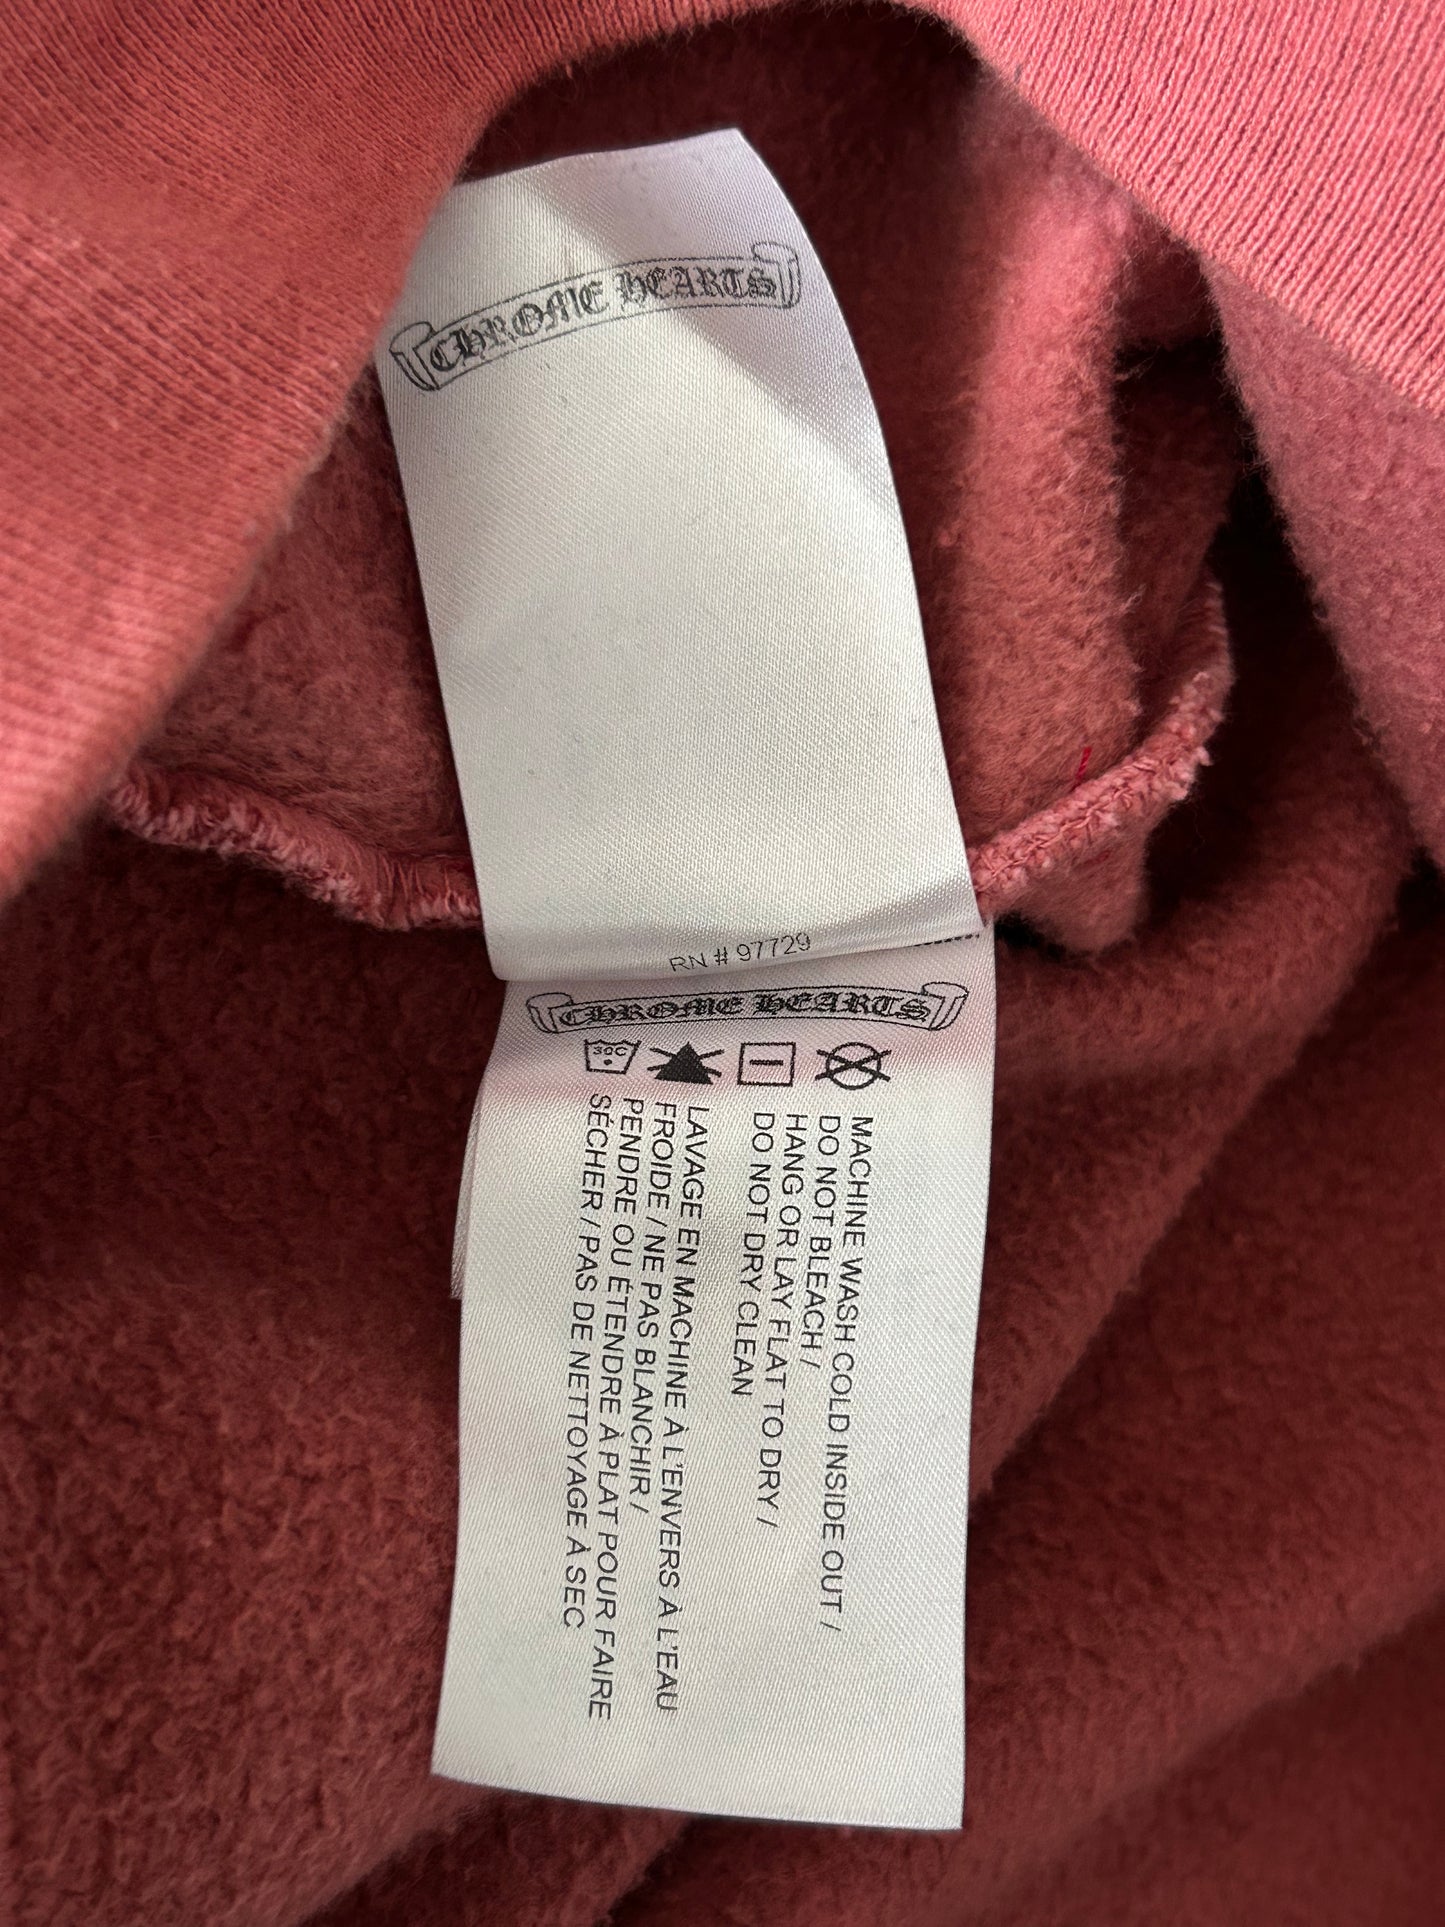 CHROME HEARTS
RN # 97729
CHROME HEARTS
30C
MACHINE WASH COLD INSIDE OUT /
DO NOT BLEACH /
HANG OR LAY FLAT TO DRY /
DO NOT DRY CLEAN
LAVAGE EN MACHINE À L'ENVERS À L'EAU
FROIDE / NE PAS BLANCHIR /
PENDRE OU ÉTENDRE À PLAT POUR FAIRE
SÉCHER / PAS DE NETTOYAGE À SEC